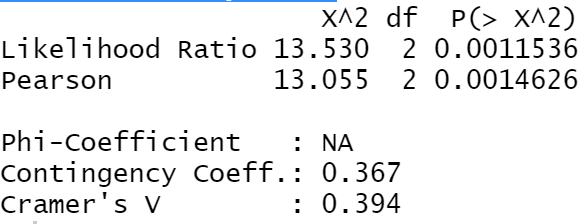 X^2 df P(> X^2)
Likelihood Ratio 13.530 2 0.0011536
Pearson 13.055 2 0.0014626
Phi-Coefficient : NA
Contingency Coeff.: 0.367
Cramer's V : 0.394